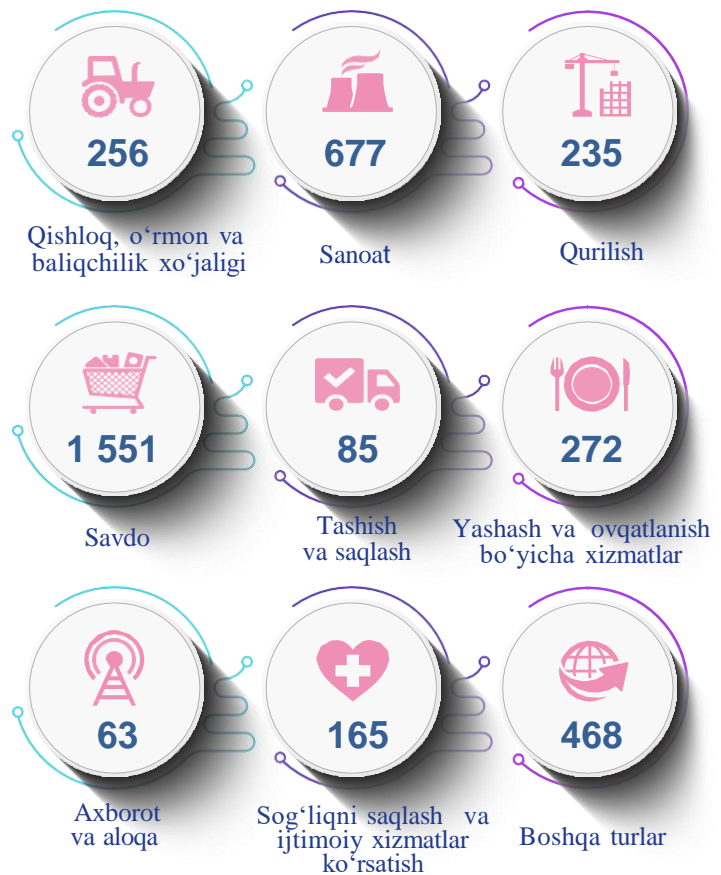 256
677
235
Qishloq, o‘rmon va
baliqchilik xo‘jaligi
Sanoat
Qurilish
1 551
85
272
Savdo
Tashish
va saqlash
Yashash va ovqatlanish
bo‘yicha xizmatlar
63
165
468
Axborot
va aloqa
Sog‘liqni saqlash va
ijtimoiy xizmatlar
ko‘rsatish
Boshqa turlar